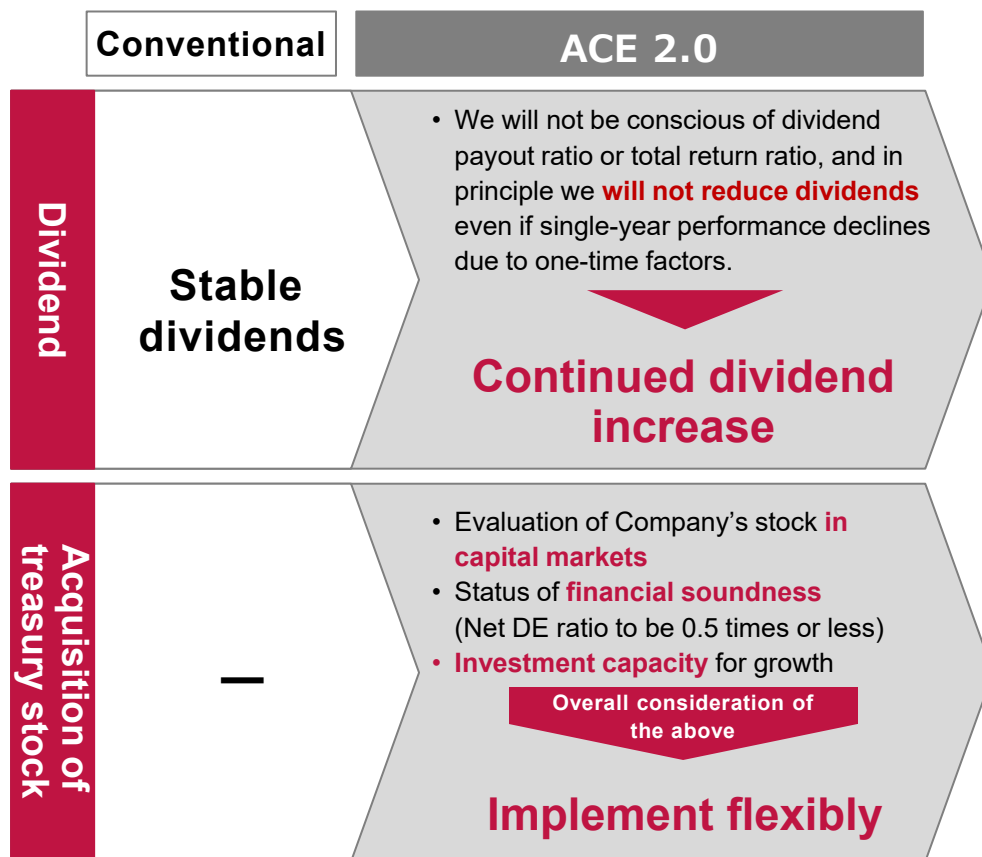 Conventional
ACE 2.0
Dividend
Stable
dividends
• We will not be conscious of dividend
payout ratio or total return ratio, and in
principle we will not reduce dividends
even if single-year performance declines
due to one-time factors.
Continued dividend
increase
Acquisition of
treasury stock
—
• Evaluation of Company’s stock in
capital markets
• Status of financial soundness
(Net DE ratio to be 0.5 times or less)
• Investment capacity for growth
Overall consideration of
the above
Implement flexibly